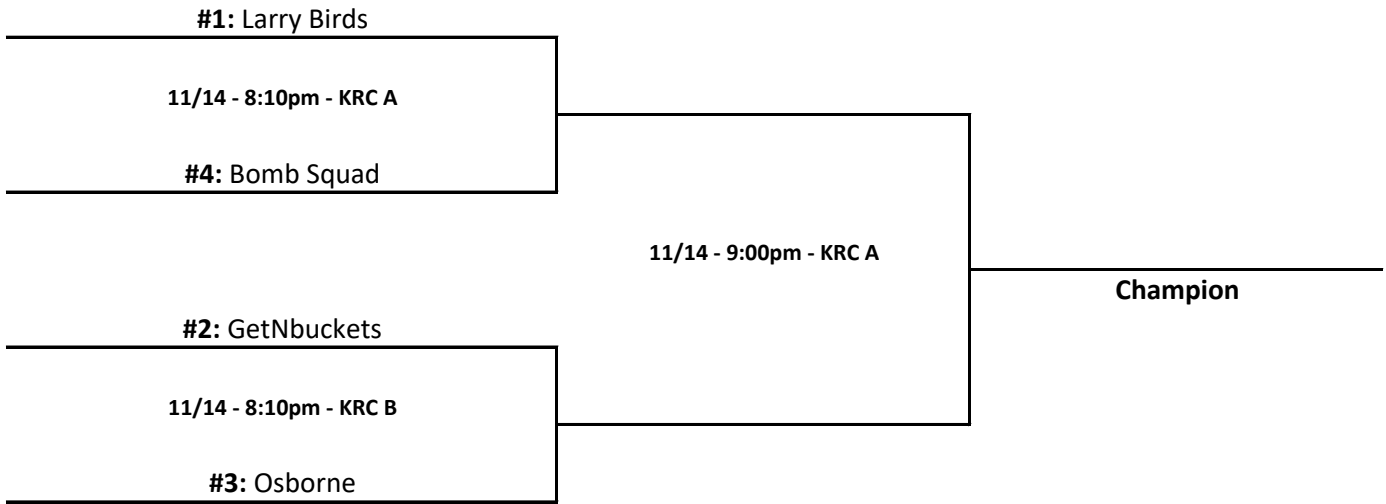 #1: Larry Birds
11/14 - 8:10pm - KRC A
#4: Bomb Squad
11/14 - 9:00pm - KRC A
Champion
#2: GetNbuckets
11/14 - 8:10pm - KRC B
#3: Osborne